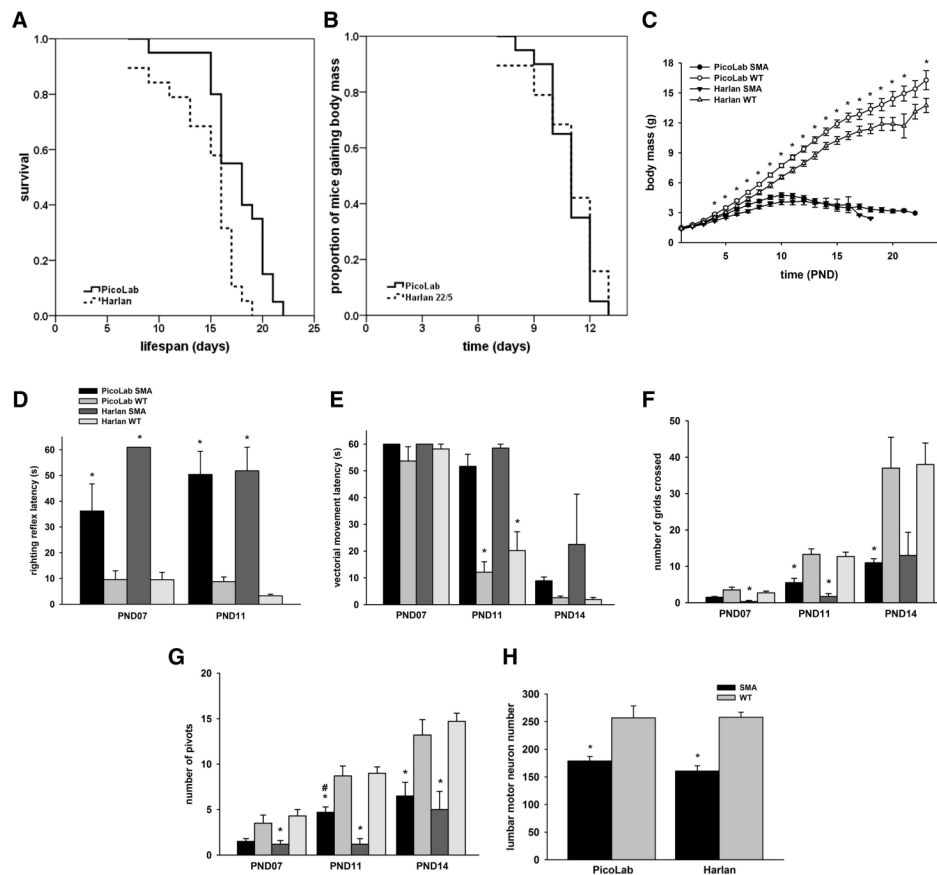 A
1.0
0.8
0.6
0.4
0.2
0.0
survival
PicoLab
Harlan
0 5 10 15 20 25
lifespan (days)
B
1.0
0.8
0.6
0.4
0.2
0.0
proportion of mice gaining body mass
PicoLab
Harlan 22/5
0 3 6 9 12
time (days)
C
PicoLab SMA
PicoLab WT
Harlan SMA
Harlan WT
18
15
12
9
6
3
0
body mass (g)
* * * * * * * * * * * * * * * * * * * *
5 10 15 20
time (PND)
D
PicoLab SMA
PicoLab WT
Harlan SMA
Harlan WT
60
50
40
30
20
10
0
righting reflex latency (s)
* * * *
PND07 PND11
E
60
50
40
30
20
10
0
vectorial movement latency (s)
* *
PND07 PND11 PND14
F
50
40
30
20
10
0
number of grids crossed
* * * *
PND07 PND11 PND14
G
20
15
10
5
0
number of pivots
#
* * * * *
PND07 PND11 PND14
H
SMA
WT
300
250
200
150
100
50
0
lumbar motor neuron number
* *
PicoLab Harlan